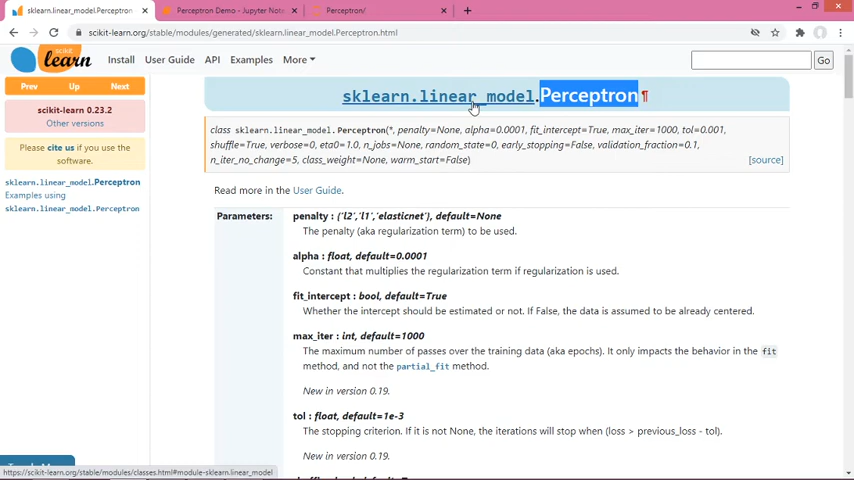 sklearn.linear_model.Perceptron
Perceptron Demo - Jupyter Noteb
Perceptron/
scikit-learn.org/stable/modules/generated/sklearn.linear_model.Perceptron.html
scikit
learn
Install
User Guide
API
Examples
More
Go
Prev
Up
Next
scikit-learn 0.23.2
Other versions
Please cite us if you use the
software.
sklearn.linear_model.Perceptron
Examples using
sklearn.linear_model.Perceptron
sklearn.linear_model.Perceptron¶
class sklearn.linear_model.Perceptron(*, penalty=None, alpha=0.0001, fit_intercept=True, max_iter=1000, tol=0.001,
shuffle=True, verbose=0, eta0=1.0, n_jobs=None, random_state=0, early_stopping=False, validation_fraction=0.1,
n_iter_no_change=5, class_weight=None, warm_start=False)
[source]
Read more in the User Guide.
Parameters:
penalty : {'l2','l1','elasticnet'}, default=None
The penalty (aka regularization term) to be used.
alpha : float, default=0.0001
Constant that multiplies the regularization term if regularization is used.
fit_intercept : bool, default=True
Whether the intercept should be estimated or not. If False, the data is assumed to be already centered.
max_iter : int, default=1000
The maximum number of passes over the training data (aka epochs). It only impacts the behavior in the fit
method, and not the partial_fit method.
New in version 0.19.
tol : float, default=1e-3
The stopping criterion. If it is not None, the iterations will stop when (loss > previous_loss - tol).
New in version 0.19.
https://scikit-learn.org/stable/modules/classes.html#module-sklearn.linear_model